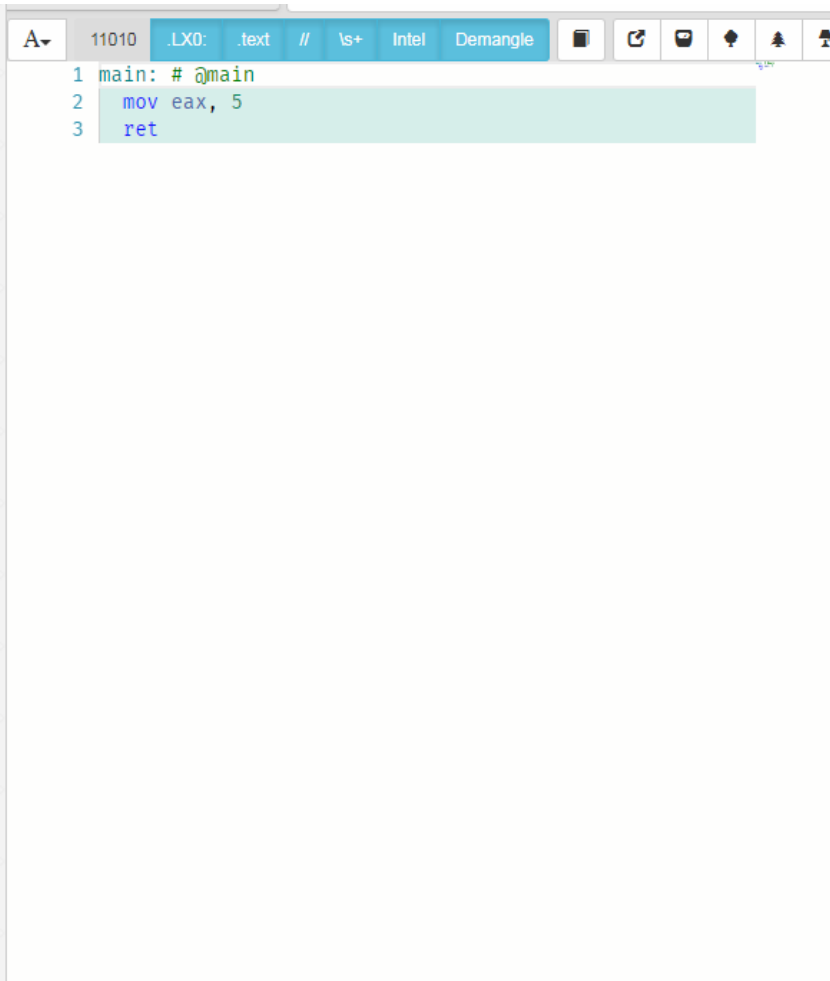 A 11010 .LX0: .text // \s+ Intel Demangle
1 main: # @main
2 mov eax, 5
3 ret